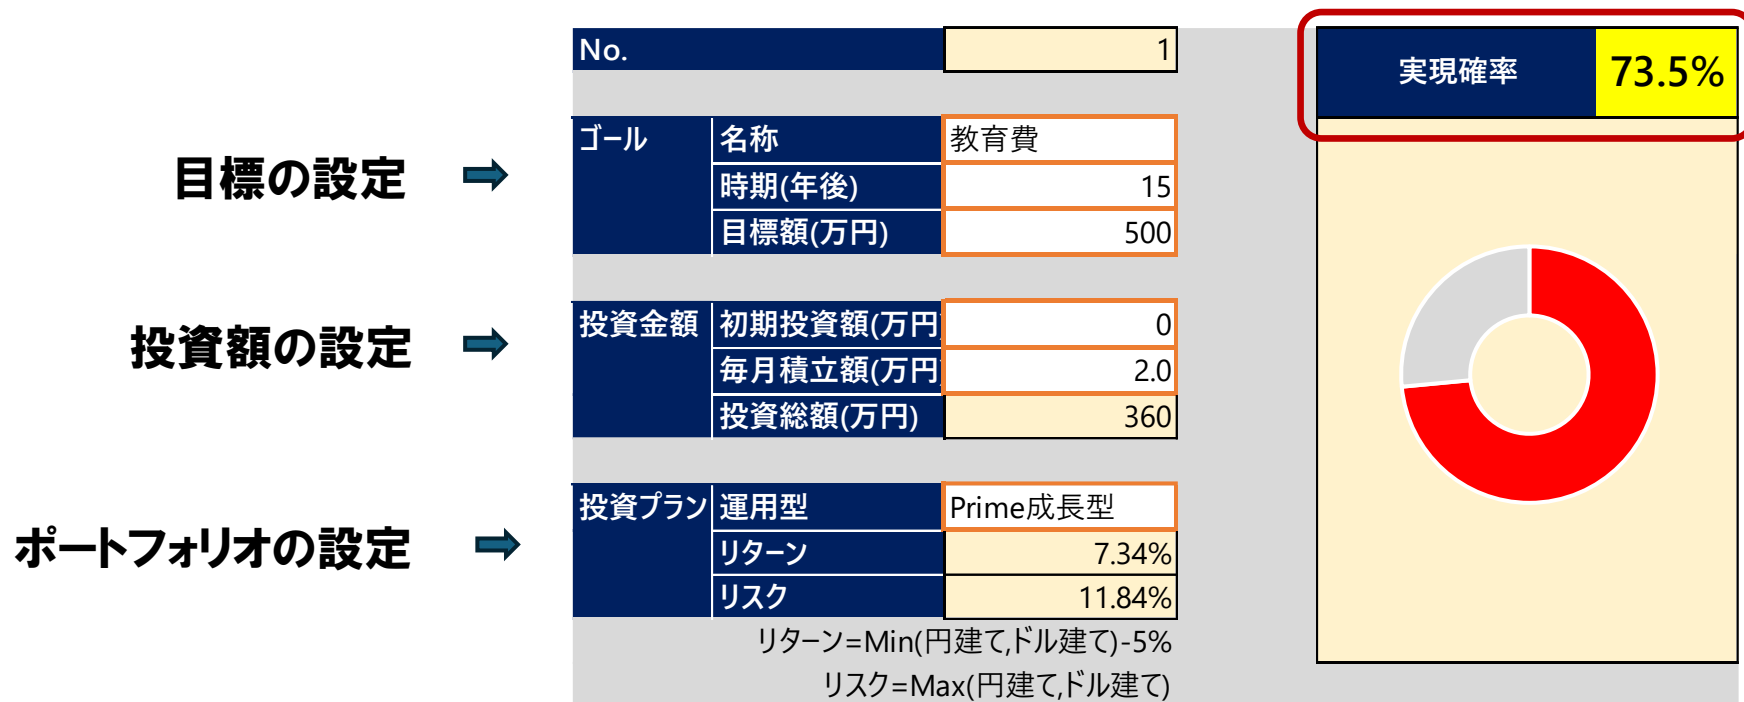 No. 1
実現確率 73.5%
目標の設定
ゴール 名称 教育費
時期(年後) 15
目標額(万円) 500
投資額の設定
投資金額 初期投資額(万円) 0
毎月積立額(万円) 2.0
投資総額(万円) 360
ポートフォリオの設定
投資プラン 運用型 Prime成長型
リターン 7.34%
リスク 11.84%
リターン=Min(円建て,ドル建て)-5%
リスク=Max(円建て,ドル建て)